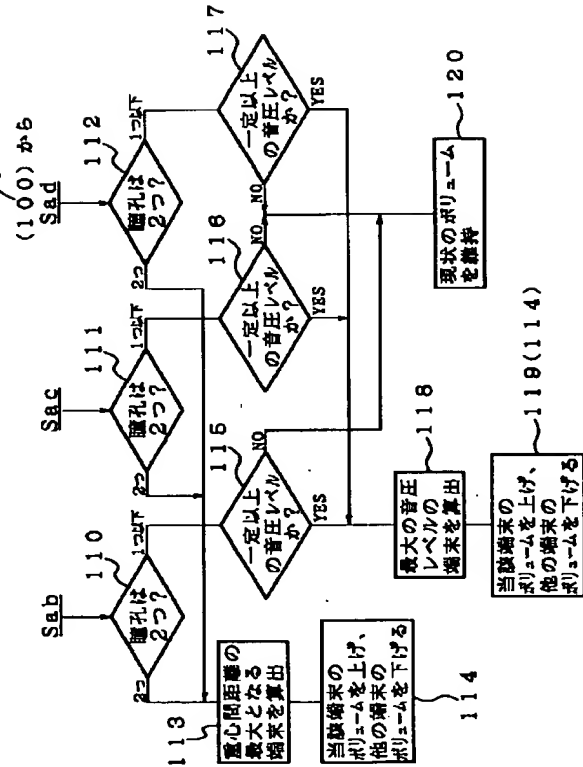 (100)から
Sab
Sac
Sad
110
瞳孔は
2つ?
2つ
1つ以下
111
瞳孔は
2つ?
2つ
1つ以下
112
瞳孔は
2つ?
2つ
1つ以下
115
一定以上
の音圧レベル
か?
NO
YES
116
一定以上
の音圧レベル
か?
NO
YES
117
一定以上
の音圧レベル
か?
NO
YES
113
重心間距離の
最大となる
端末を算出
118
最大の音圧
レベルの
端末を算出
120
現状のボリューム
を維持
114
当該端末の
ボリュームを上げ、
他の端末の
ボリュームを下げる
119(114)
当該端末の
ボリュームを上げ、
他の端末の
ボリュームを下げる